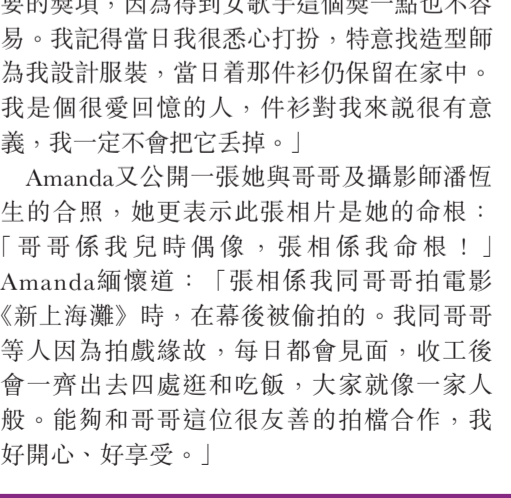 要的獎項，因為得到女歌手這個獎一點也不容
易。我記得當日我很悉心打扮，特意找造型師
為我設計服裝，當日着那件衫仍保留在家中。
我是個很愛回憶的人，件衫對我來説很有意
義，我一定不會把它丟掉。」
Amanda又公開一張她與哥哥及攝影師潘恆
生的合照，她更表示此張相片是她的命根：
「哥哥係我兒時偶像，張相係我命根！」
Amanda緬懷道：「張相係我同哥哥拍電影
《新上海灘》時，在幕後被偷拍的。我同哥哥
等人因為拍戲緣故，每日都會見面，收工後
會一齊出去四處逛和吃飯，大家就像一家人
般。能夠和哥哥這位很友善的拍檔合作，我
好開心、好享受。」